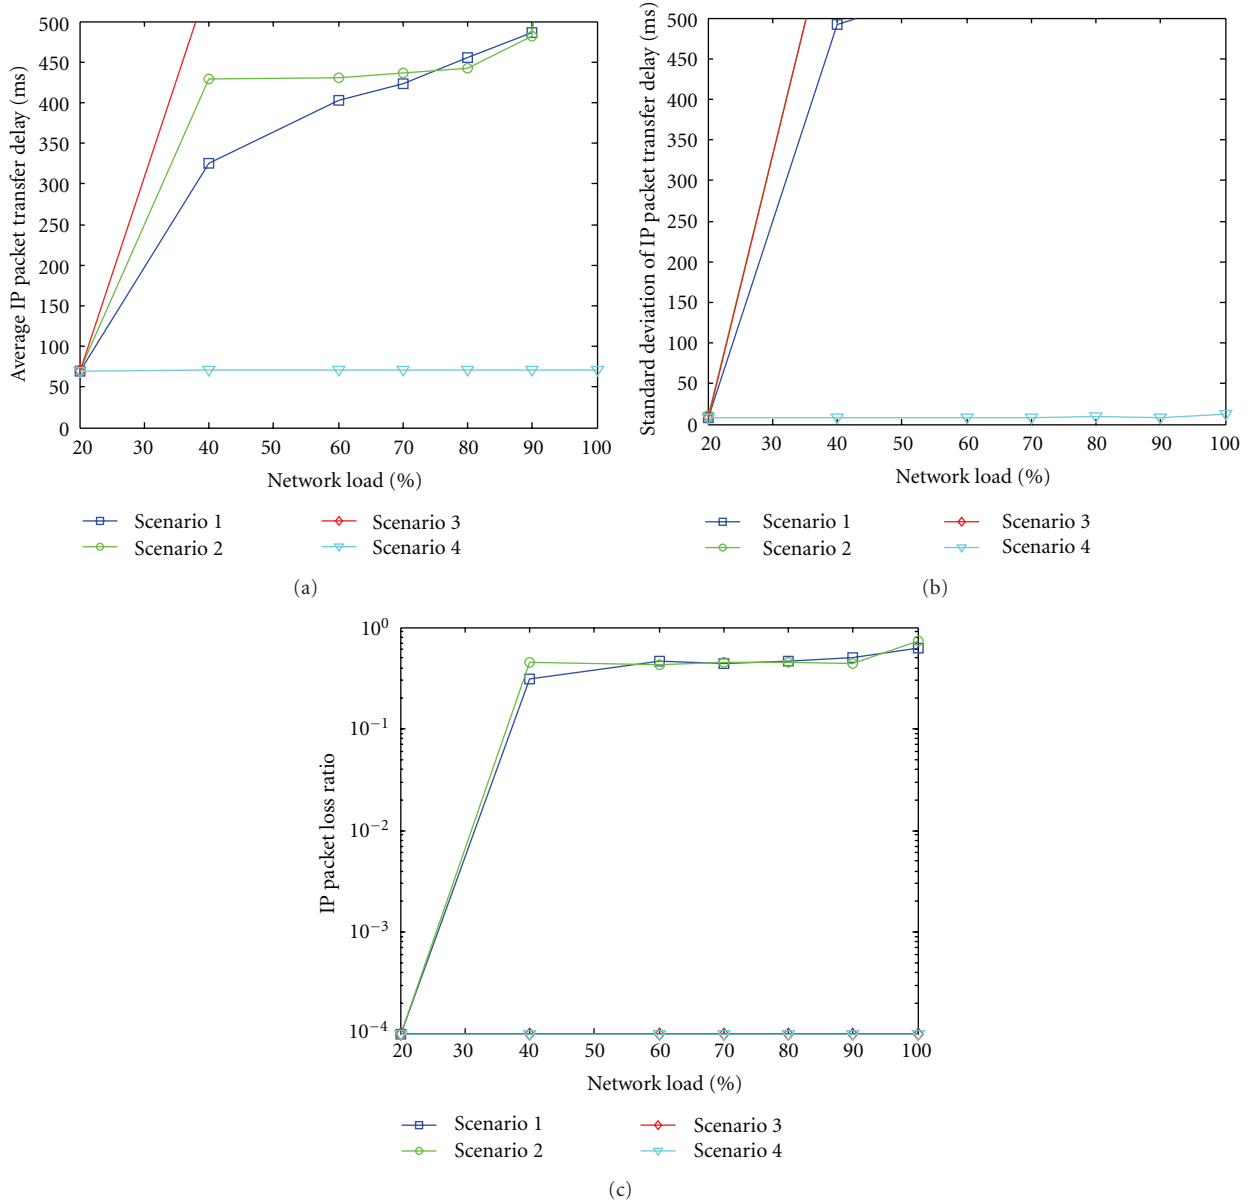 Average IP packet transfer delay (ms)
500
450
400
350
300
250
200
150
100
50
0
20 30 40 50 60 70 80 90 100
Network load (%)
Scenario 1
Scenario 2
Scenario 3
Scenario 4
(a)
Standard deviation of IP packet transfer delay (ms)
500
450
400
350
300
250
200
150
100
50
0
20 30 40 50 60 70 80 90 100
Network load (%)
Scenario 1
Scenario 2
Scenario 3
Scenario 4
(b)
IP packet loss ratio
10⁰
10⁻¹
10⁻²
10⁻³
10⁻⁴
20 30 40 50 60 70 80 90 100
Network load (%)
Scenario 1
Scenario 2
Scenario 3
Scenario 4
(c)